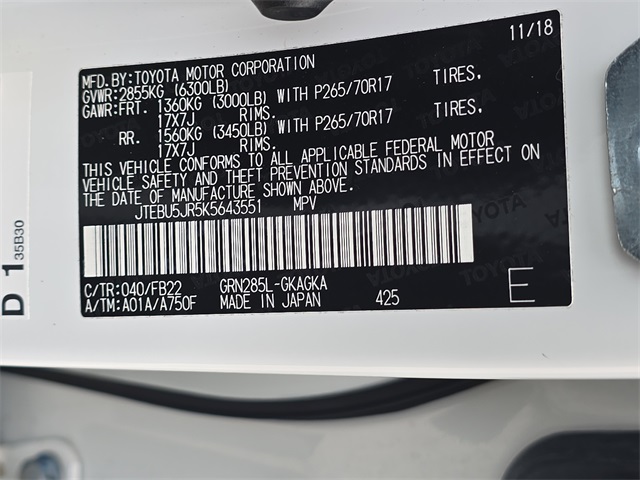 11/18
MFD.BY:TOYOTA MOTOR CORPORATION
GVWR:2855KG (6300LB)
GAWR:FRT. 1360KG (3000LB) WITH P265/70R17 TIRES,
17X7J RIMS.
RR. 1560KG (3450LB) WITH P265/70R17 TIRES,
17X7J RIMS.
THIS VEHICLE CONFORMS TO ALL APPLICABLE FEDERAL MOTOR
VEHICLE SAFETY AND THEFT PREVENTION STANDARDS IN EFFECT ON
THE DATE OF MANUFACTURE SHOWN ABOVE.
JTEBU5JR5K5643551 MPV
C/TR:040/FB22 GRN285L-GKAGKA
A/TM:A01A/A750F MADE IN JAPAN 425
E
D 1
35B30